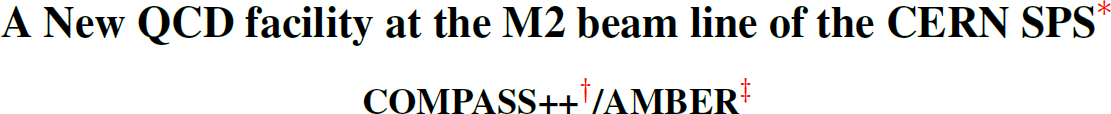 A New QCD facility at the M2 beam line of the CERN SPS*
COMPASS++†/AMBER‡